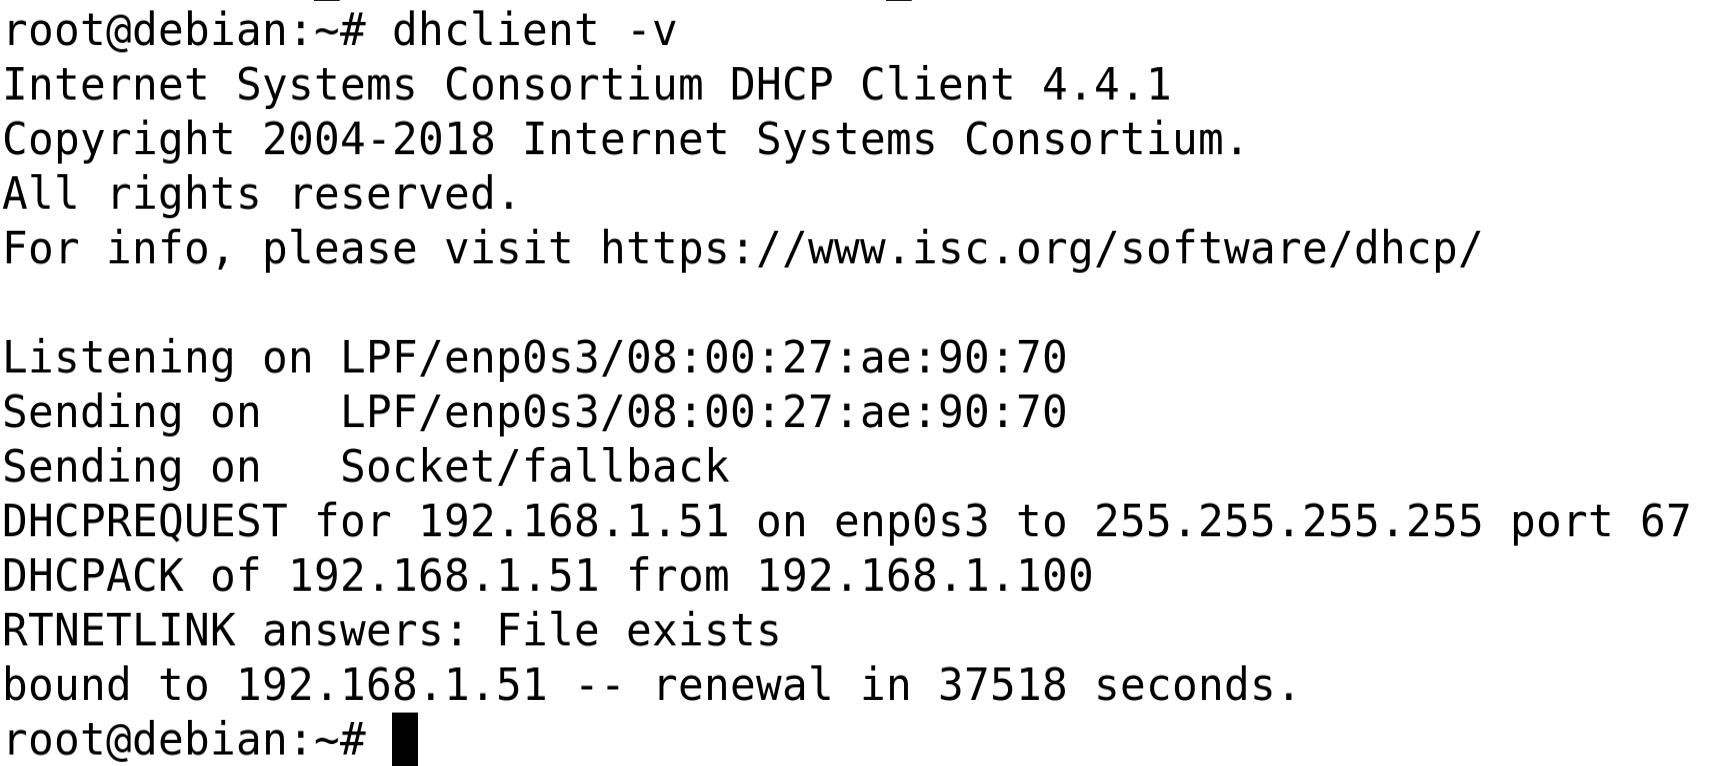 root@debian:~# dhclient -v
Internet Systems Consortium DHCP Client 4.4.1
Copyright 2004-2018 Internet Systems Consortium.
All rights reserved.
For info, please visit https://www.isc.org/software/dhcp/
Listening on LPF/enp0s3/08:00:27:ae:90:70
Sending on   LPF/enp0s3/08:00:27:ae:90:70
Sending on   Socket/fallback
DHCPREQUEST for 192.168.1.51 on enp0s3 to 255.255.255.255 port 67
DHCPACK of 192.168.1.51 from 192.168.1.100
RTNETLINK answers: File exists
bound to 192.168.1.51 -- renewal in 37518 seconds.
root@debian:~#